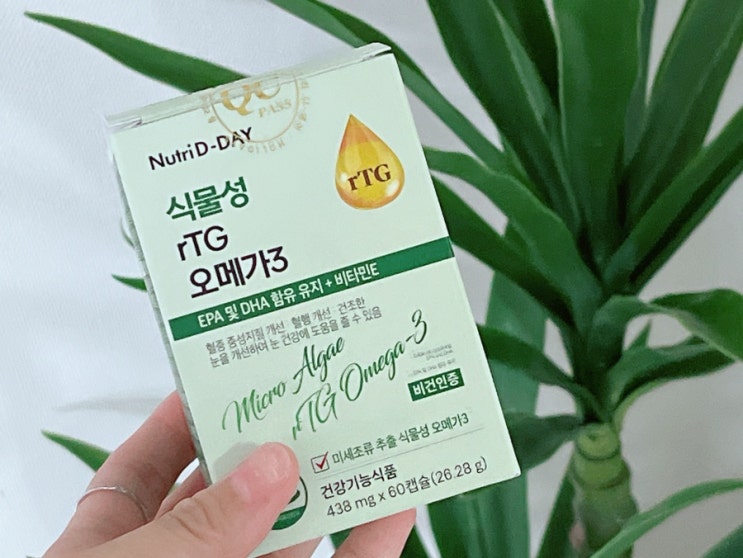 QC
PASS
Nutri D-DAY
rTG
식물성
rTG
오메가3
EPA 및 DHA 함유 유지 + 비타민E
혈중 중성지질 개선 · 혈행 개선 · 건조한
눈을 개선하여 눈 건강에 도움을 줄 수 있음
Micro Algae
rTG Omega-3
비건인증
미세조류 추출 식물성 오메가3
건강기능식품
438 mg x 60캡슐(26.28 g)